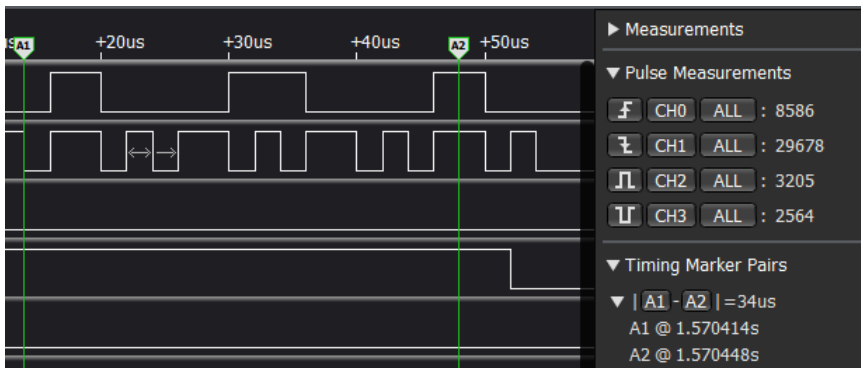 us +20us +30us +40us +50us
A1 A2
▶ Measurements
▼ Pulse Measurements
CH0 ALL : 8586
CH1 ALL : 29678
CH2 ALL : 3205
CH3 ALL : 2564
▼ Timing Marker Pairs
▼ | A1 - A2 | =34us
A1 @ 1.570414s
A2 @ 1.570448s